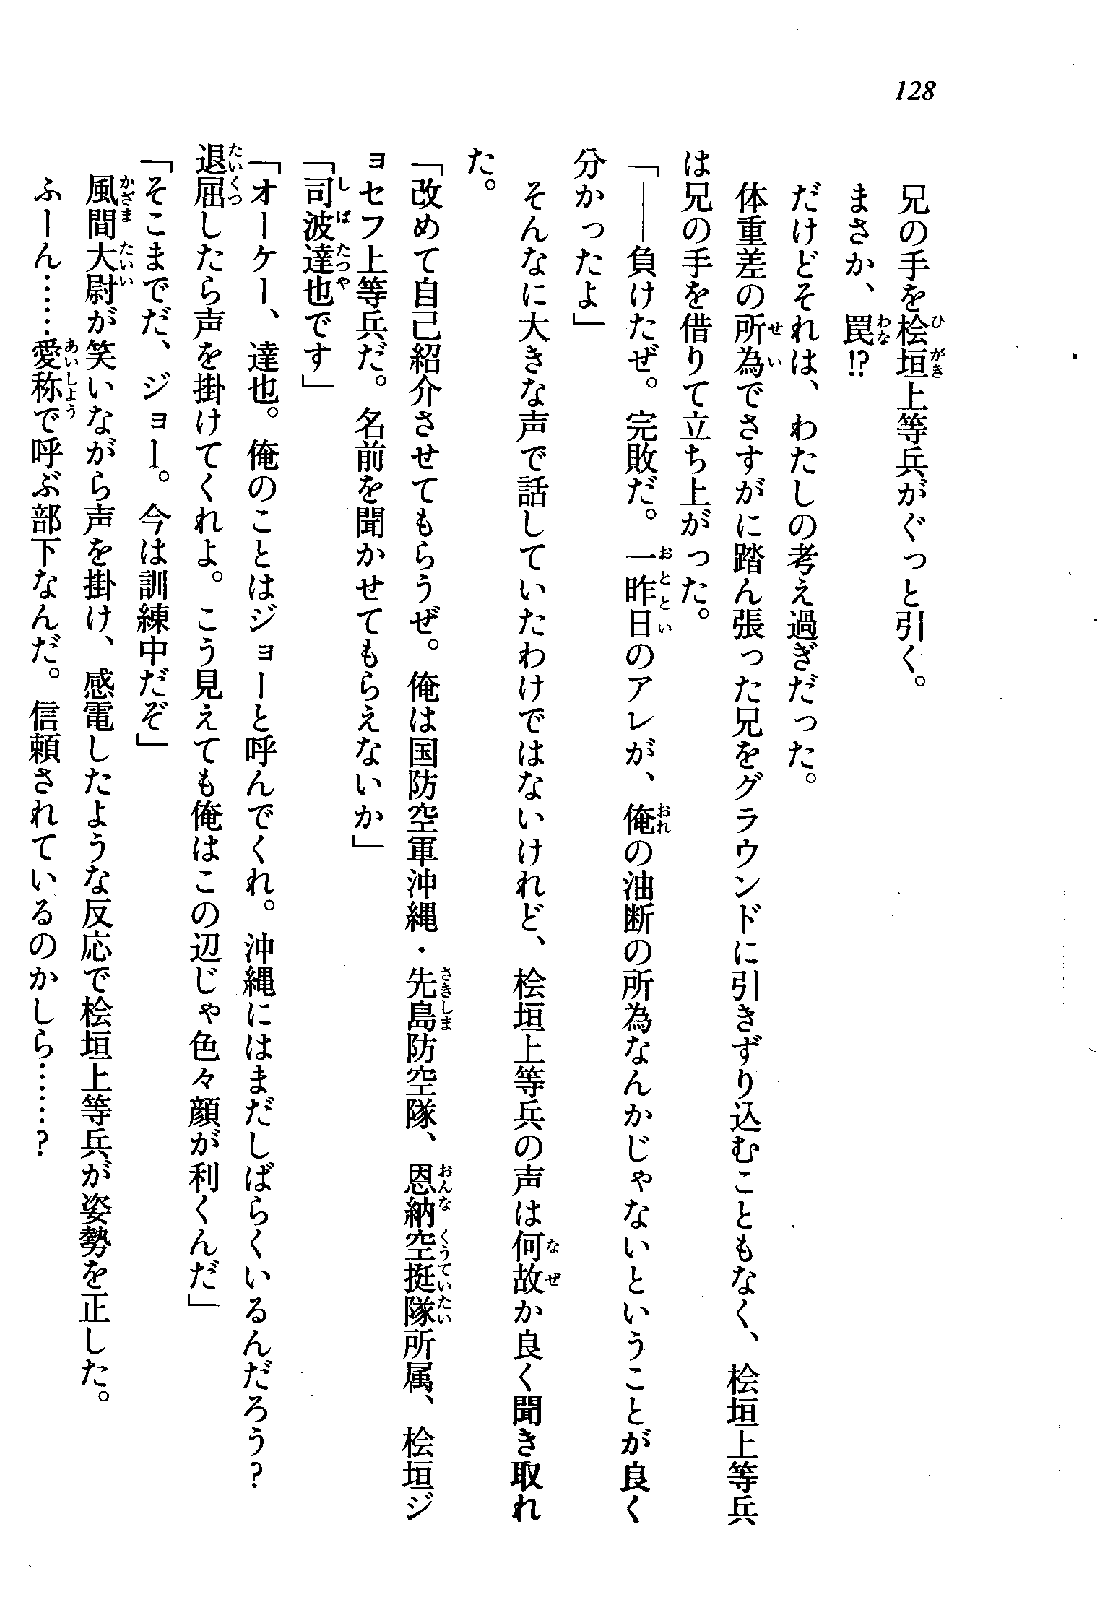 128
兄の手を桧垣上等兵がぐっと引く。
まさか、罠!?
だけどそれは、わたしの考え過ぎだった。
体重差の所為でさすがに踏ん張った兄をグラウンドに引きずり込むこともなく、桧垣上等兵
は兄の手を借りて立ち上がった。
「――負けたぜ。完敗だ。一昨日のアレが、俺の油断の所為なんかじゃないということが良く
分かったよ」
そんなに大きな声で話していたわけではないけれど、桧垣上等兵の声は何故か良く聞き取れ
た。
「改めて自己紹介させてもらうぜ。俺は国防空軍沖縄・先島防空隊、恩納空挺隊所属、桧垣ジ
ョセフ上等兵だ。名前を聞かせてもらえないか」
「司波達也です」
「オーケー、達也。俺のことはジョーと呼んでくれ。沖縄にはまだしばらくいるんだろう？
退屈したら声を掛けてくれよ。こう見えても俺はこの辺じゃ色々顔が利くんだ」
「そこまでだ、ジョー。今は訓練中だぞ」
風間大尉が笑いながら声を掛け、感電したような反応で桧垣上等兵が姿勢を正した。
ふーん……愛称で呼ぶ部下なんだ。信頼されているのかしら……？